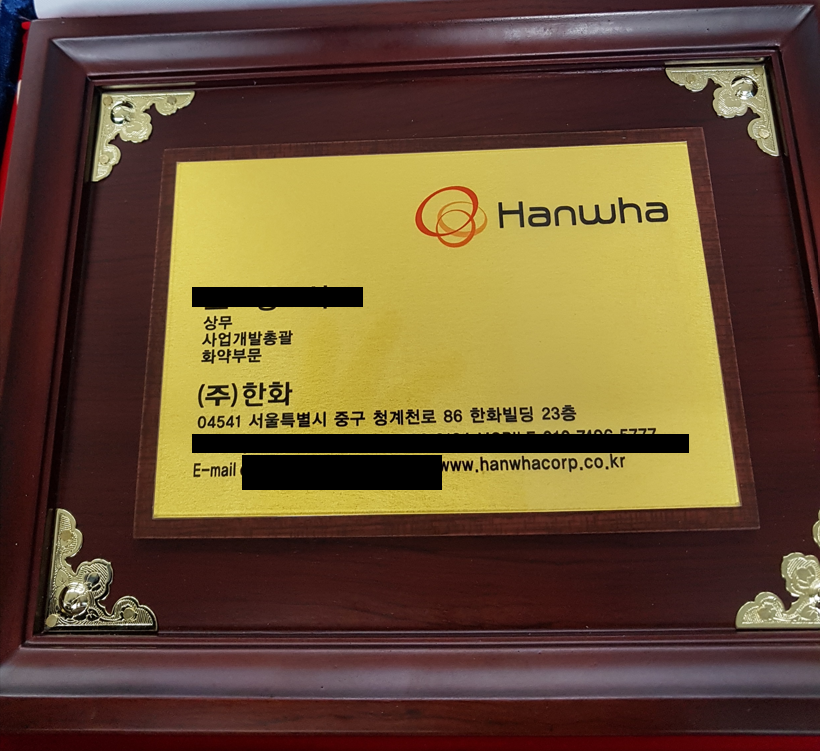 Hanwha
상무
사업개발총괄
화약부문
(주)한화
04541 서울특별시 중구 청계천로 86 한화빌딩 23층
E-mail www.hanwhacorp.co.kr